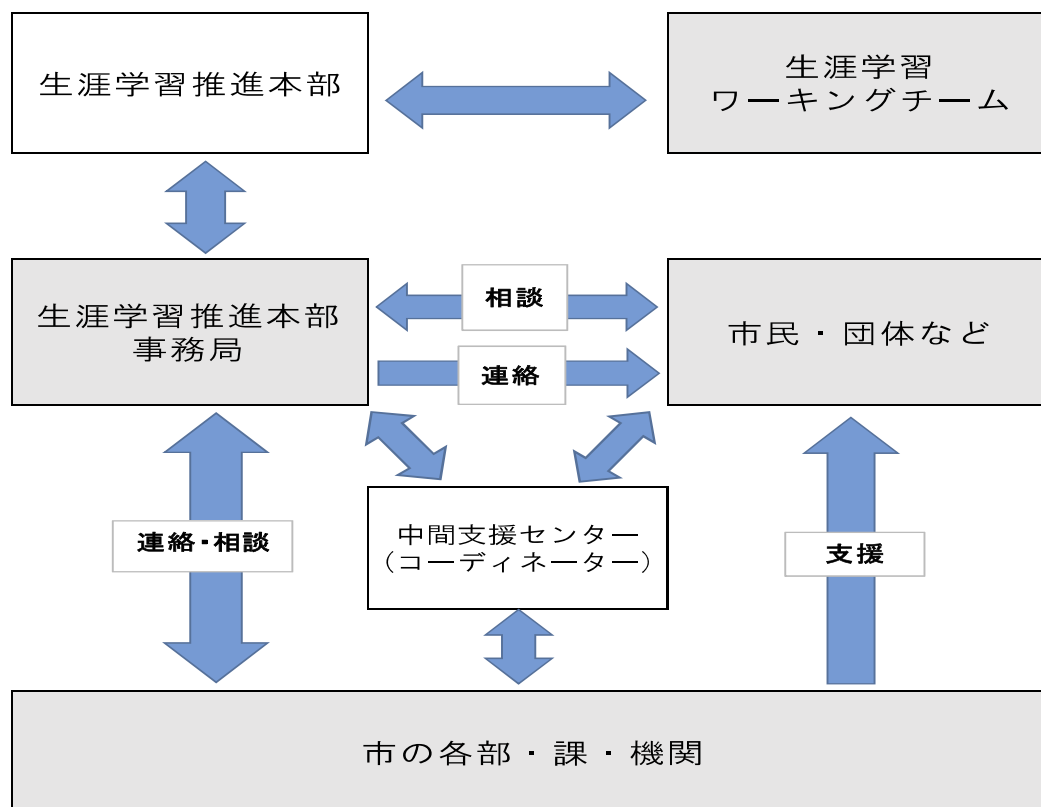 生涯学習推進本部
生涯学習
ワーキングチーム
生涯学習推進本部
事務局
相談
連絡
市民・団体など
連絡・相談
中間支援センター
(コーディネーター)
支援
市の各部・課・機関